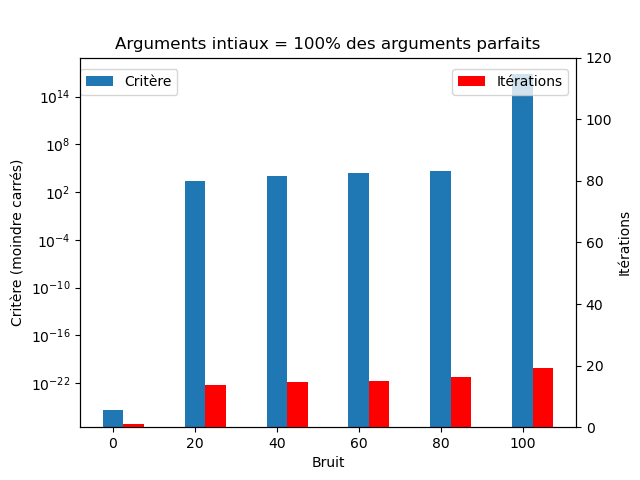 Arguments intiaux = 100% des arguments parfaits
Critère
Itérations
10^14
10^8
10^2
10^-4
10^-10
10^-16
10^-22
Critère (moindre carrés)
120
100
80
60
40
20
0
Itérations
0 20 40 60 80 100
Bruit